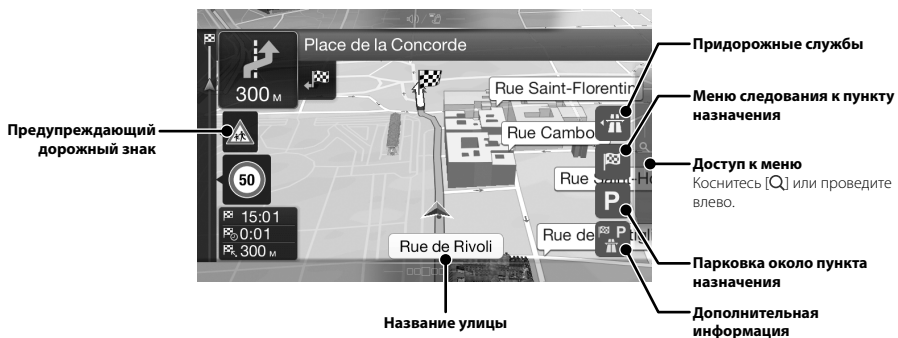 Place de la Concorde
300 м
Rue Saint-Florentin
Rue Cambo
50
15:01
0:01
300 м
P
Rue de Rivoli
Предупреждающий
дорожный знак
Название улицы
Придорожные службы
Меню следования к пункту
назначения
Доступ к меню
Коснитесь [Q] или проведите
влево.
Парковка около пункта
назначения
Дополнительная
информация
Rue Saint-Ho
Rue de
P